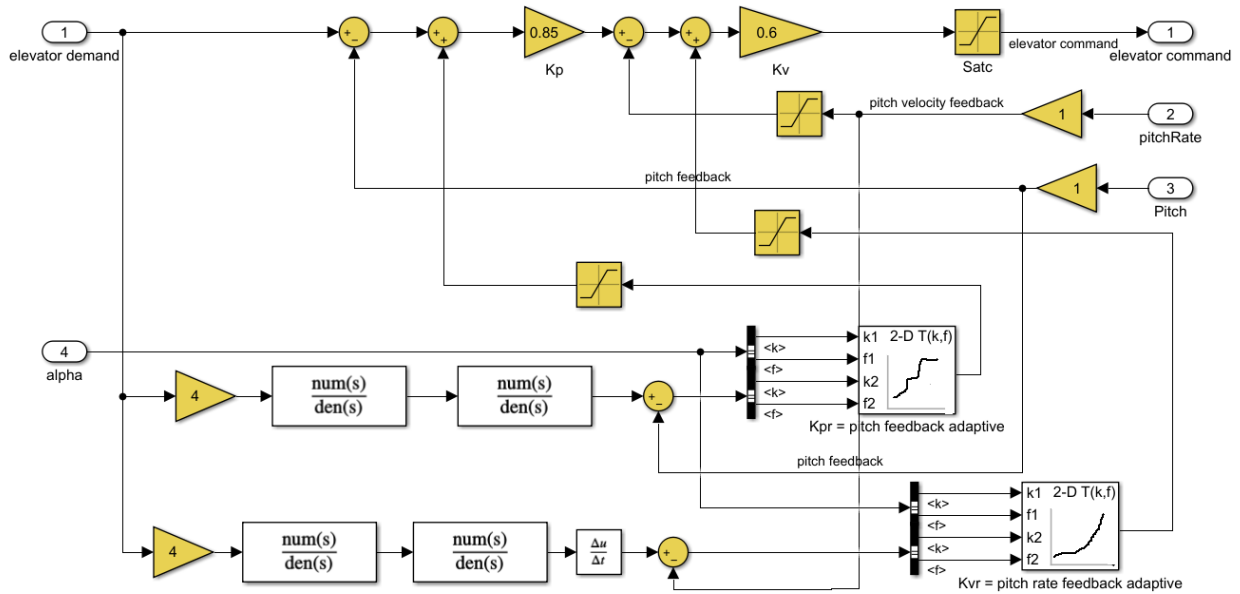 1
elevator demand
+
−
+
+
0.85
Kp
+
−
+
+
0.6
Kv
Satc
elevator command
1
elevator command
pitch velocity feedback
1
2
pitchRate
pitch feedback
1
3
Pitch
4
alpha
<k>
<f>
<k>
<f>
k1
f1
k2
f2
2-D T(k,f)
Kpr = pitch feedback adaptive
4
num(s)
den(s)
num(s)
den(s)
+
−
pitch feedback
<k>
<f>
<k>
<f>
k1
f1
k2
f2
2-D T(k,f)
Kvr = pitch rate feedback adaptive
4
num(s)
den(s)
num(s)
den(s)
Δu
Δt
+
−